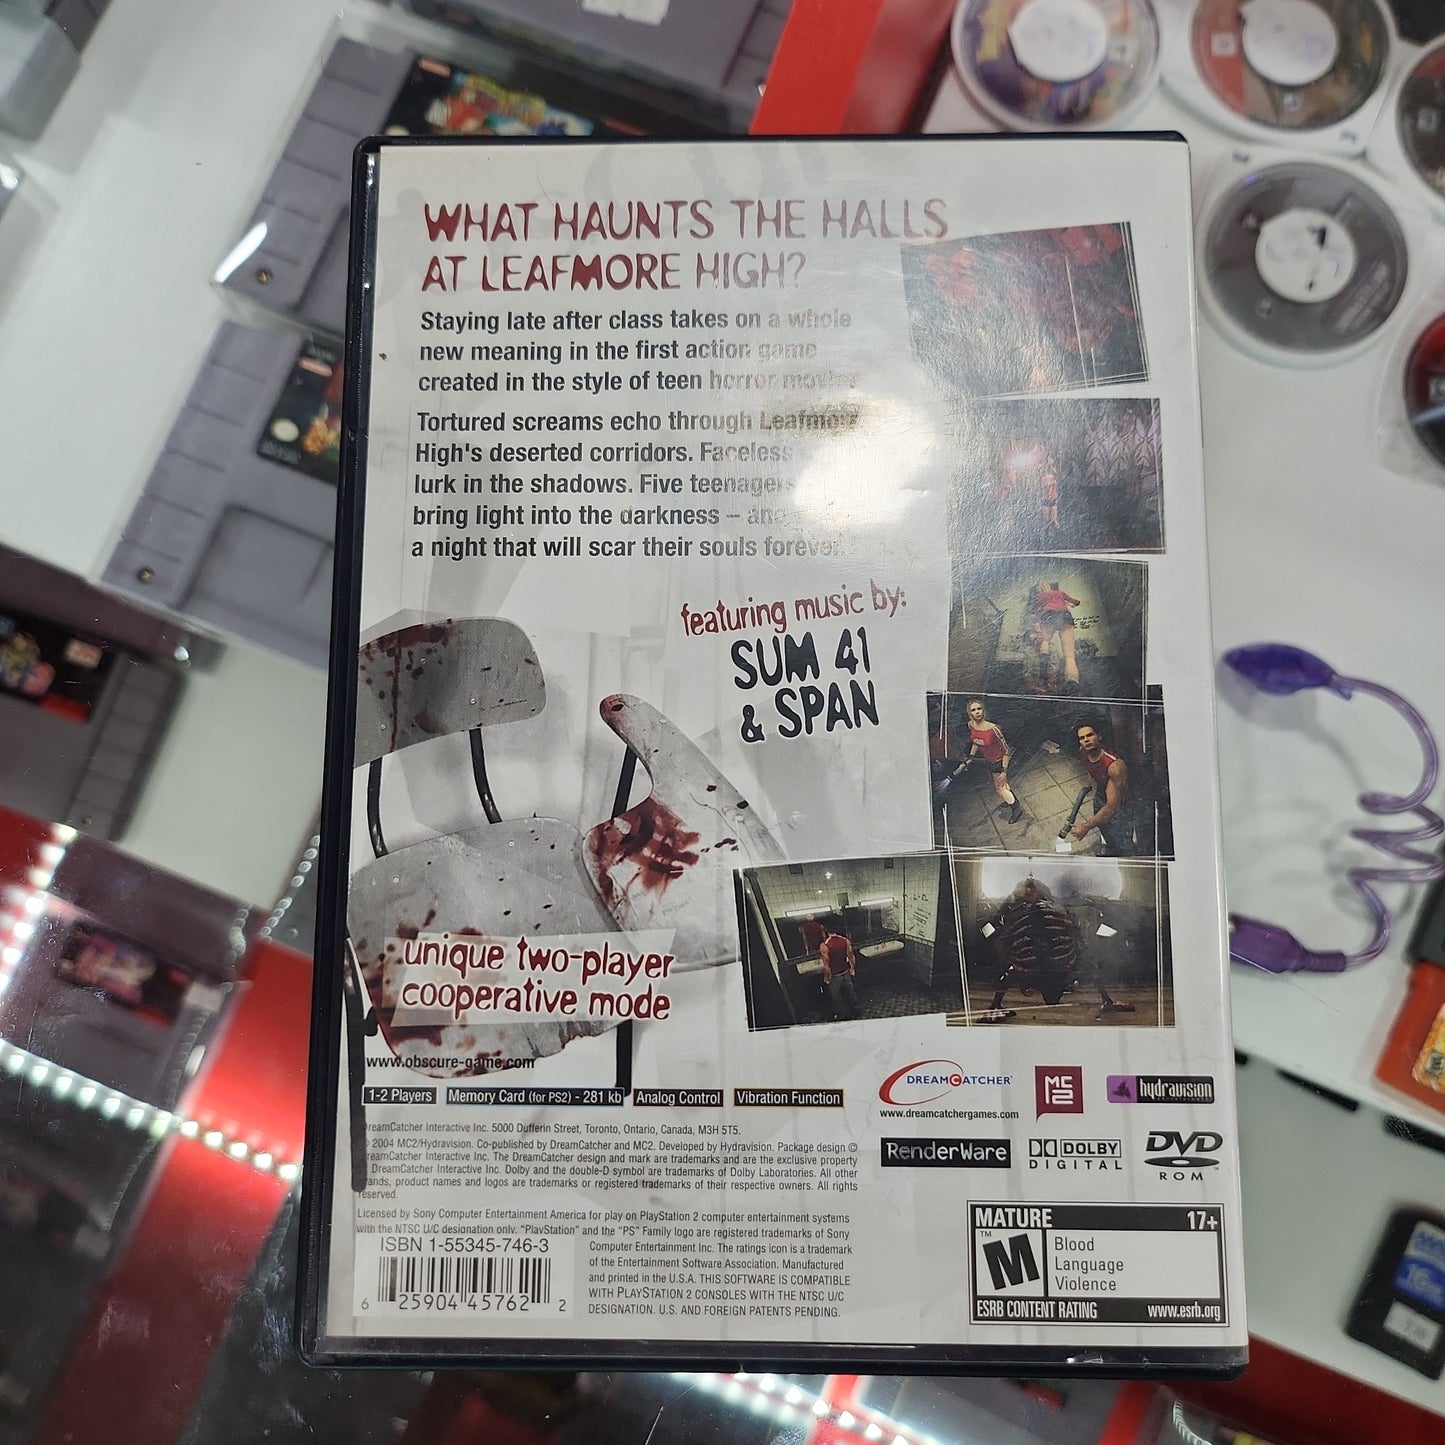 WHAT HAUNTS THE HALLS
AT LEAFMORE HIGH?
Staying late after class takes on a whole
new meaning in the first action game
created in the style of teen horror movies
Tortured screams echo through Leafmore
High's deserted corridors. Faceless
lurk in the shadows. Five teenagers
bring light into the darkness – and
a night that will scar their souls forever.
featuring music by:
SUM 41
& SPAN
unique two-player
cooperative mode
www.obscure-game.com
1-2 Players Memory Card (for PS2) - 281 kb Analog Control Vibration Function
DREAMCATCHER
www.dreamcatchergames.com
MC2
hydravision
RenderWare
DOLBY
DIGITAL
DVD
ROM
DreamCatcher Interactive Inc. 5000 Dufferin Street, Toronto, Ontario, Canada, M3H 5T5.
© 2004 MC2/Hydravision. Co-published by DreamCatcher and MC2. Developed by Hydravision. Package design ©
DreamCatcher Interactive Inc. The DreamCatcher design and mark are trademarks and are the exclusive property
DreamCatcher Interactive Inc. Dolby and the double-D symbol are trademarks of Dolby Laboratories. All other
brands, product names and logos are trademarks or registered trademarks of their respective owners. All rights
reserved.
Licensed by Sony Computer Entertainment America for play on PlayStation 2 computer entertainment systems
with the NTSC U/C designation only. "PlayStation" and the "PS" Family logo are registered trademarks of Sony
Computer Entertainment Inc. The ratings icon is a trademark
of the Entertainment Software Association. Manufactured
and printed in the U.S.A. THIS SOFTWARE IS COMPATIBLE
WITH PLAYSTATION 2 CONSOLES WITH THE NTSC U/C
DESIGNATION. U.S. AND FOREIGN PATENTS PENDING.
ISBN 1-55345-746-3
6 25904 45762 2
MATURE 17+
M
Blood
Language
Violence
ESRB CONTENT RATING www.esrb.org